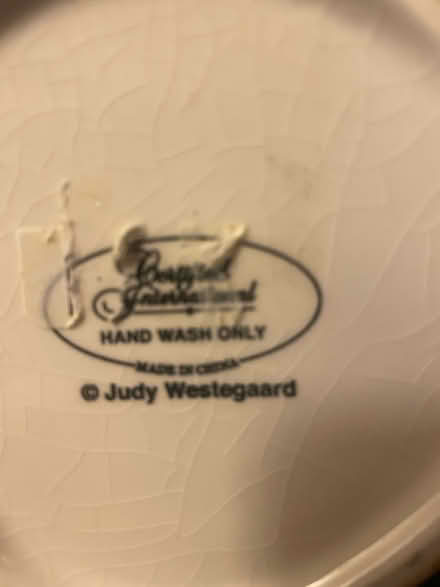 Certified
International
HAND WASH ONLY
MADE IN CHINA
© Judy Westegaard